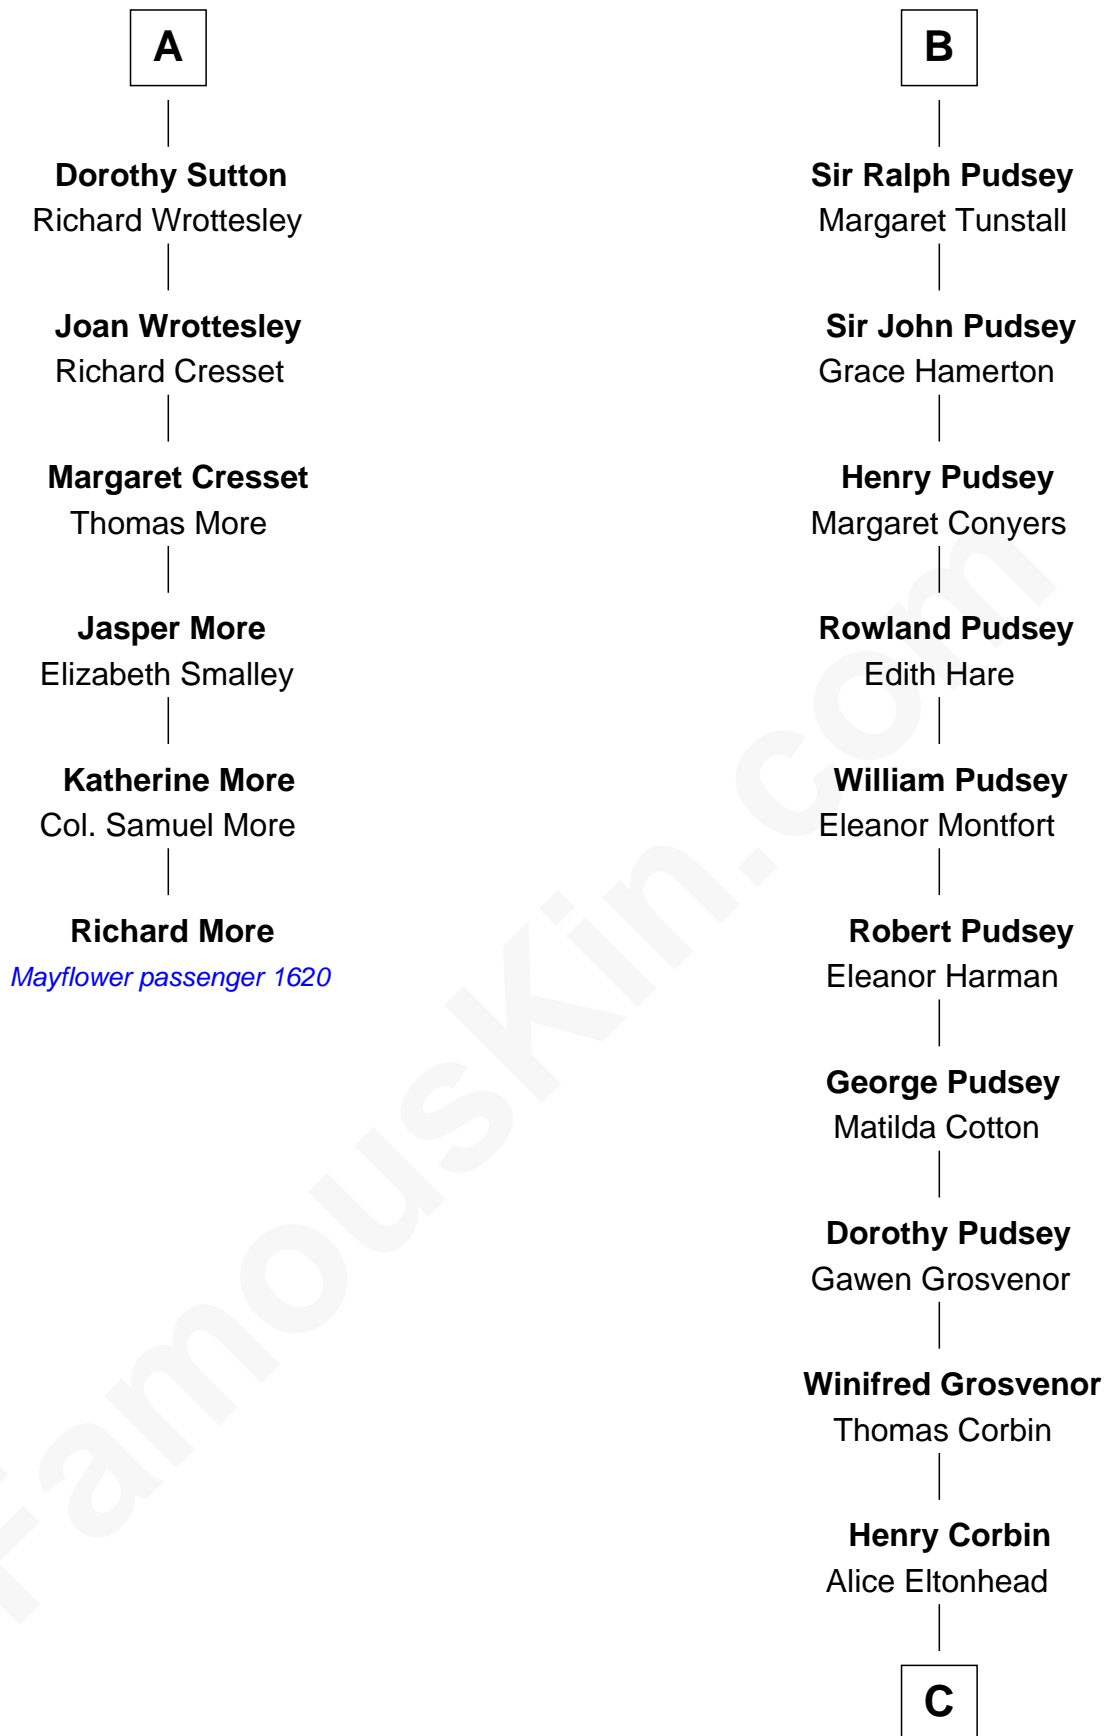 A
Dorothy Sutton
Richard Wrottesley
Joan Wrottesley
Richard Cresset
Margaret Cresset
Thomas More
Jasper More
Elizabeth Smalley
Katherine More
Col. Samuel More
Richard More
Mayflower passenger 1620
B
Sir Ralph Pudsey
Margaret Tunstall
Sir John Pudsey
Grace Hamerton
Henry Pudsey
Margaret Conyers
Rowland Pudsey
Edith Hare
William Pudsey
Eleanor Montfort
Robert Pudsey
Eleanor Harman
George Pudsey
Matilda Cotton
Dorothy Pudsey
Gawen Grosvenor
Winifred Grosvenor
Thomas Corbin
Henry Corbin
Alice Eltonhead
C
FamousKin.com